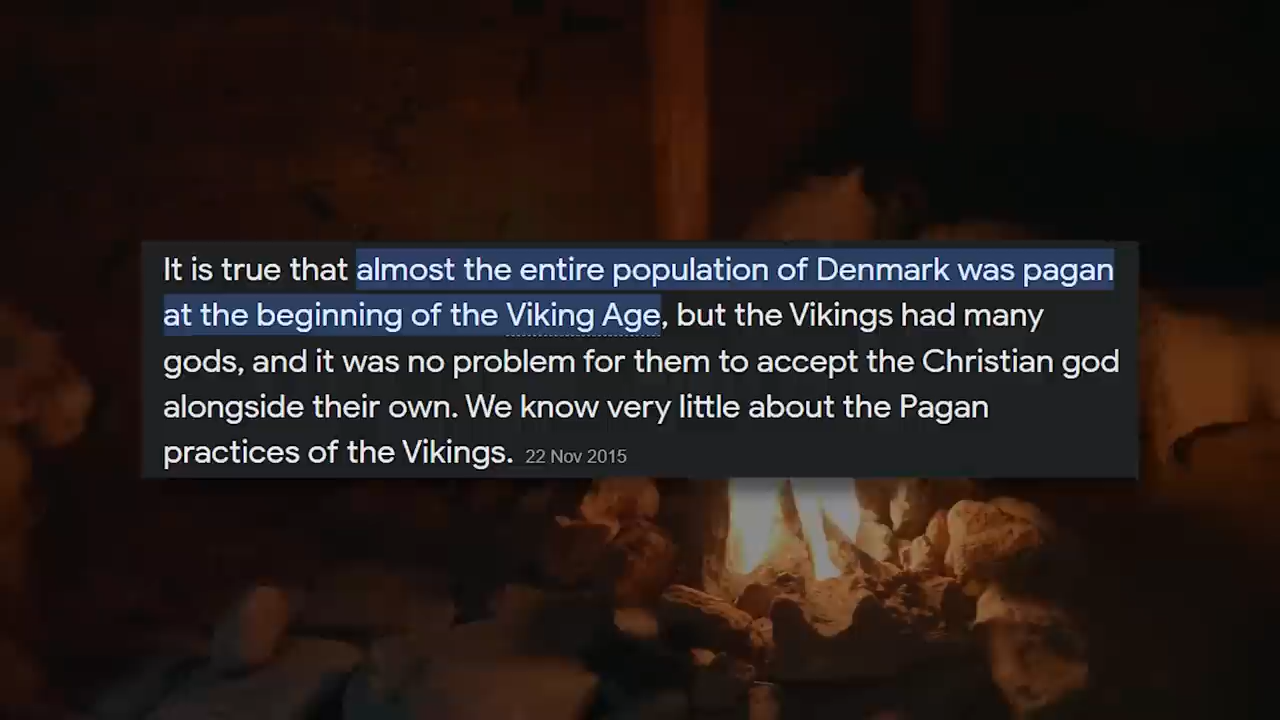 It is true that almost the entire population of Denmark was pagan
at the beginning of the Viking Age, but the Vikings had many
gods, and it was no problem for them to accept the Christian god
alongside their own. We know very little about the Pagan
practices of the Vikings. 22 Nov 2015